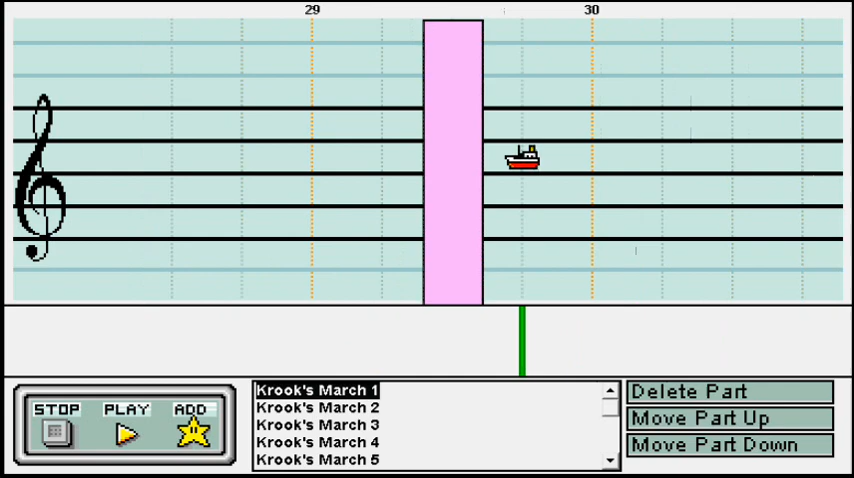 29 30
STOP PLAY ADD
Krook's March 1
Krook's March 2
Krook's March 3
Krook's March 4
Krook's March 5
Delete Part
Move Part Up
Move Part Down